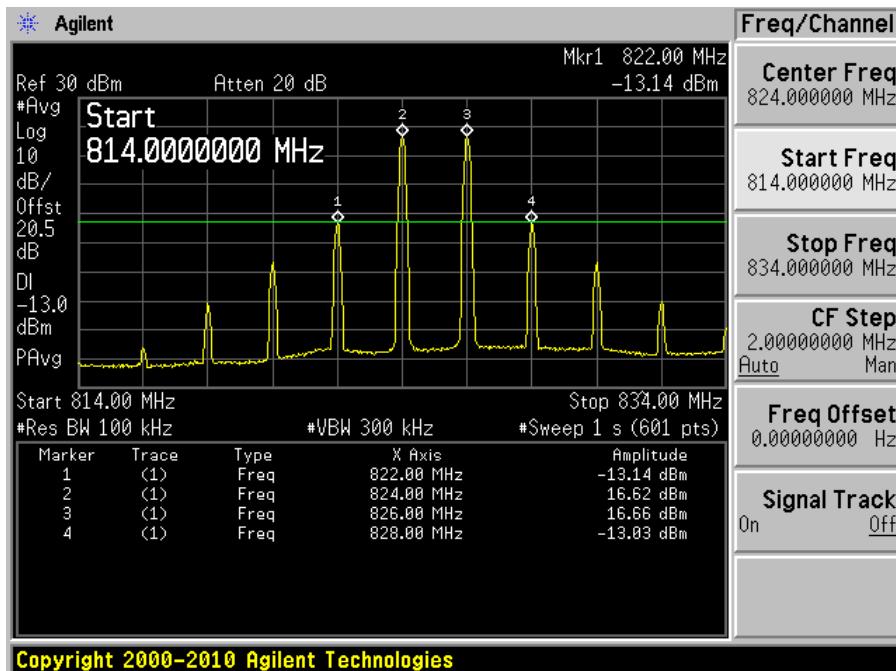 Agilent
Freq/Channel
Mkr1 822.00 MHz
Ref 30 dBm Atten 20 dB -13.14 dBm
#Avg
Log
10
dB/
Offst
20.5
dB
DI
-13.0
dBm
PAvg
Start
814.0000000 MHz
1
2
3
4
Start 814.00 MHz Stop 834.00 MHz
#Res BW 100 kHz #VBW 300 kHz #Sweep 1 s (601 pts)
Marker Trace Type X Axis Amplitude
1 (1) Freq 822.00 MHz -13.14 dBm
2 (1) Freq 824.00 MHz 16.62 dBm
3 (1) Freq 826.00 MHz 16.66 dBm
4 (1) Freq 828.00 MHz -13.03 dBm
Center Freq
824.000000 MHz
Start Freq
814.000000 MHz
Stop Freq
834.000000 MHz
CF Step
2.00000000 MHz
Auto Man
Freq Offset
0.00000000 Hz
Signal Track
On Off
Copyright 2000-2010 Agilent Technologies